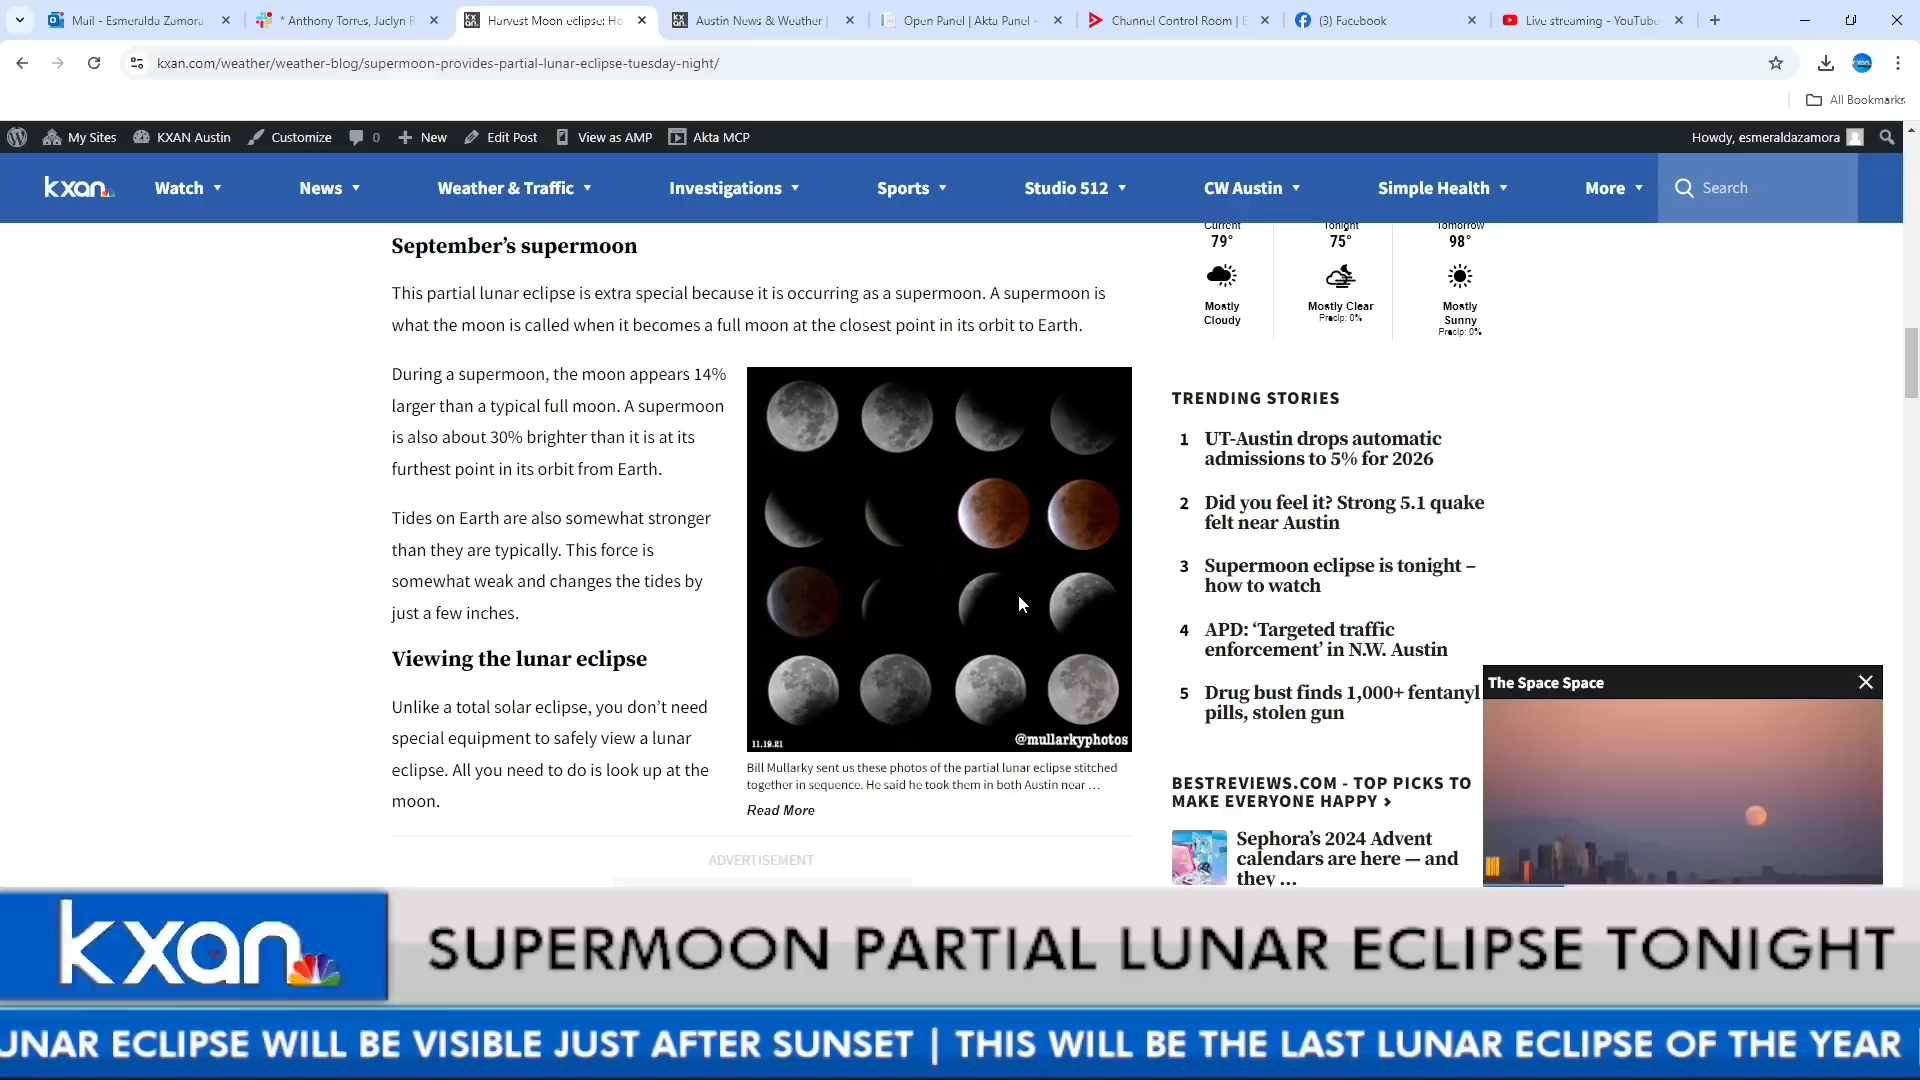 Mail - Esmeralda Zamora
* Anthony Torres, Jaclyn R
Harvest Moon eclipse: Ho
Austin News & Weather |
Open Panel | Akta Panel -
Channel Control Room |
(3) Facebook
Live streaming - YouTube
kxan.com/weather/weather-blog/supermoon-provides-partial-lunar-eclipse-tuesday-night/
All Bookmarks
My Sites
KXAN Austin
Customize
0
New
Edit Post
View as AMP
Akta MCP
Howdy, esmeraldazamora
kxan
Watch
News
Weather & Traffic
Investigations
Sports
Studio 512
CW Austin
Simple Health
More
Search
September’s supermoon
This partial lunar eclipse is extra special because it is occurring as a supermoon. A supermoon is
what the moon is called when it becomes a full moon at the closest point in its orbit to Earth.
During a supermoon, the moon appears 14%
larger than a typical full moon. A supermoon
is also about 30% brighter than it is at its
furthest point in its orbit from Earth.
Tides on Earth are also somewhat stronger
than they are typically. This force is
somewhat weak and changes the tides by
just a few inches.
Viewing the lunar eclipse
Unlike a total solar eclipse, you don’t need
special equipment to safely view a lunar
eclipse. All you need to do is look up at the
moon.
11.19.21
@mullarkyphotos
Bill Mullarky sent us these photos of the partial lunar eclipse stitched
together in sequence. He said he took them in both Austin near ...
Read More
ADVERTISEMENT
Current
79°
Mostly
Cloudy
Tonight
75°
Mostly Clear
Precip: 0%
Tomorrow
98°
Mostly
Sunny
Precip: 0%
TRENDING STORIES
1 UT-Austin drops automatic
admissions to 5% for 2026
2 Did you feel it? Strong 5.1 quake
felt near Austin
3 Supermoon eclipse is tonight –
how to watch
4 APD: ‘Targeted traffic
enforcement’ in N.W. Austin
5 Drug bust finds 1,000+ fentanyl
pills, stolen gun
BESTREVIEWS.COM - TOP PICKS TO
MAKE EVERYONE HAPPY ›
Sephora’s 2024 Advent
calendars are here — and
they ...
The Space Space
kxan
SUPERMOON PARTIAL LUNAR ECLIPSE TONIGHT
UNAR ECLIPSE WILL BE VISIBLE JUST AFTER SUNSET | THIS WILL BE THE LAST LUNAR ECLIPSE OF THE YEAR